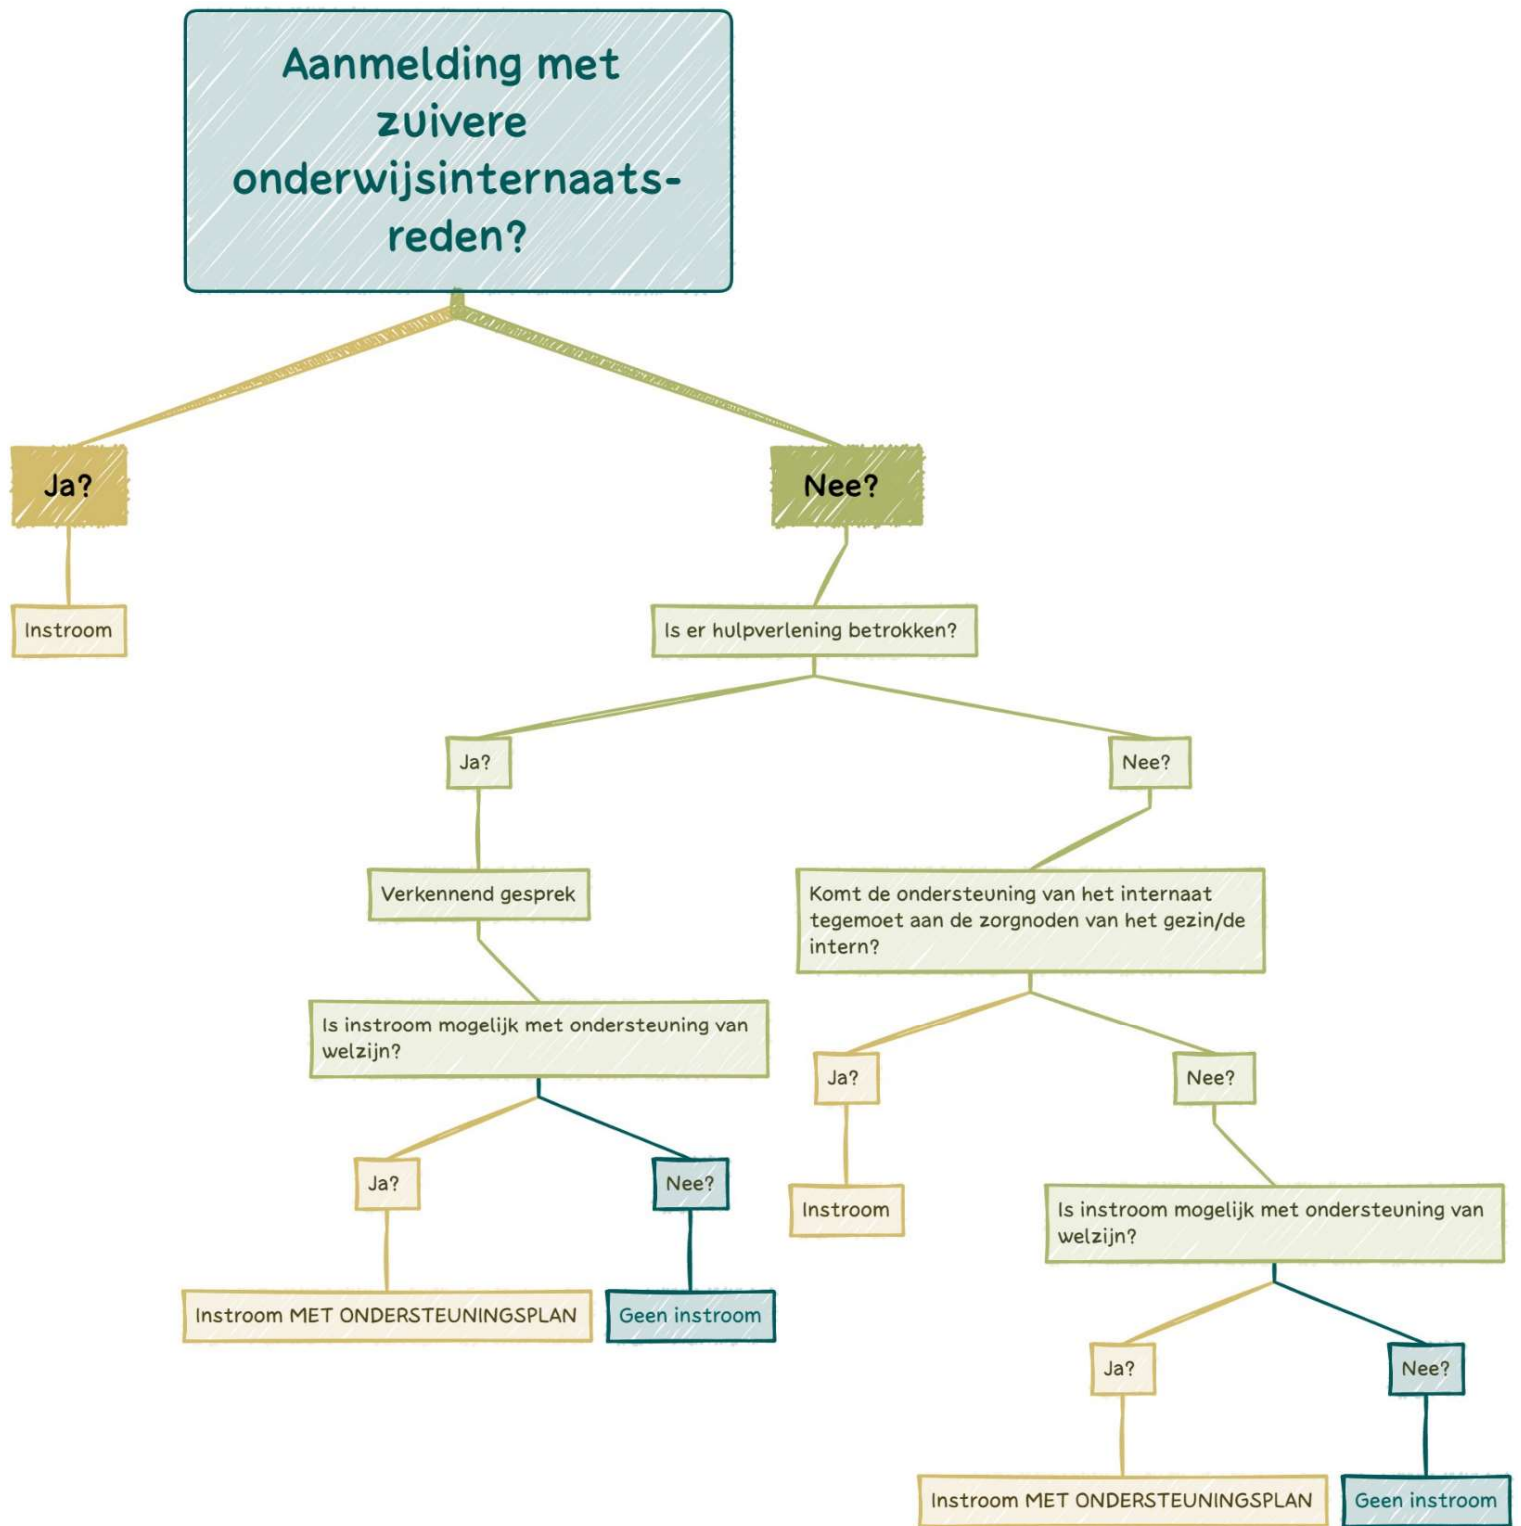 Aanmelding met
zuivere
onderwijsinternaats-
reden?
Ja?
Nee?
Instroom
Is er hulpverlening betrokken?
Ja?
Nee?
Verkennend gesprek
Komt de ondersteuning van het internaat
tegemoet aan de zorgnoden van het gezin/de
intern?
Is instroom mogelijk met ondersteuning van
welzijn?
Ja?
Nee?
Ja?
Nee?
Instroom
Is instroom mogelijk met ondersteuning van
welzijn?
Instroom MET ONDERSTEUNINGSPLAN
Geen instroom
Ja?
Nee?
Instroom MET ONDERSTEUNINGSPLAN
Geen instroom